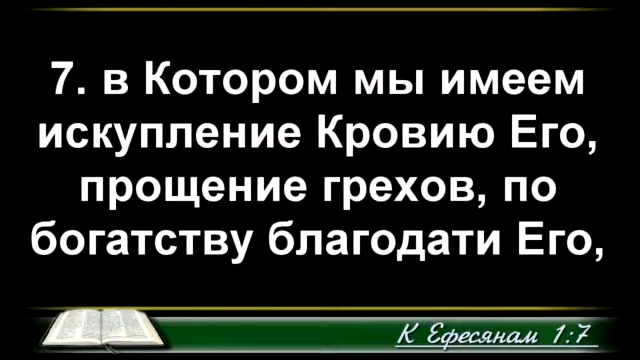 7. в Котором мы имеем
искупление Кровию Его,
прощение грехов, по
богатству благодати Его,
К Ефесянам 1:7